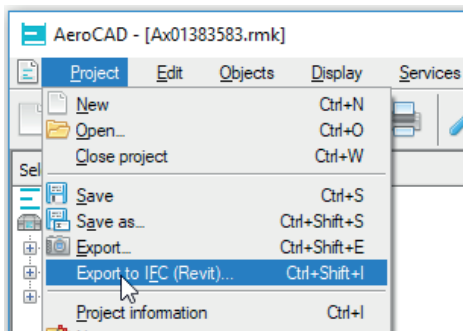 AeroCAD - [Ax01383583.rmk]
Project Edit Objects Display Services
New Ctrl+N
Open... Ctrl+O
Close project Ctrl+W
Sel
Save Ctrl+S
Save as... Ctrl+Shift+S
Export... Ctrl+Shift+E
Export to IFC (Revit)... Ctrl+Shift+I
Project information Ctrl+I